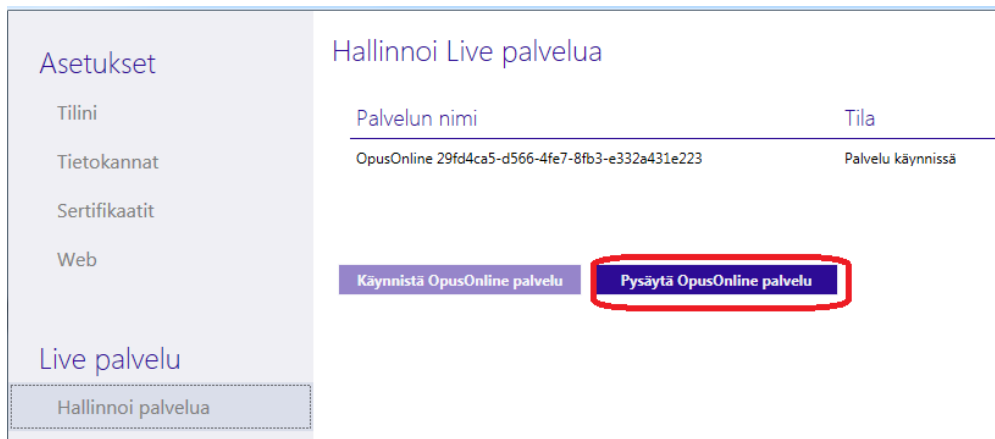 Asetukset
Tilini
Tietokannat
Sertifikaatit
Web
Live palvelu
Hallinnoi palvelua
Hallinnoi Live palvelua
Palvelun nimi Tila
OpusOnline 29fd4ca5-d566-4fe7-8fb3-e332a431e223 Palvelu käynnissä
Käynnistä OpusOnline palvelu Pysäytä OpusOnline palvelu